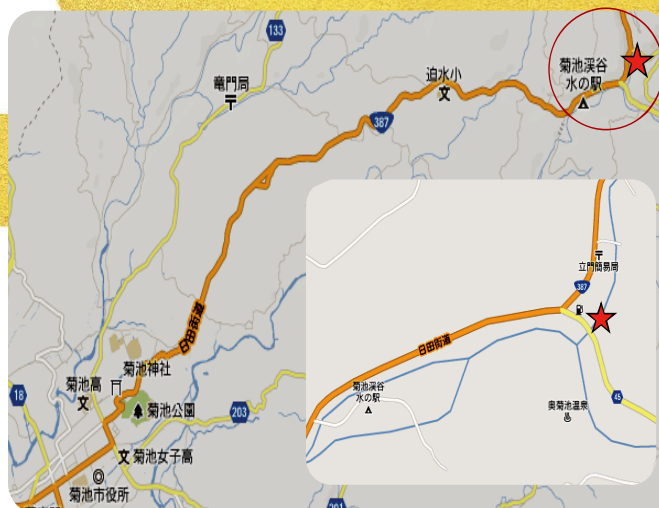 133
竜門局
迫水小
菊池渓谷
水の駅
387
日田街道
菊池神社
菊池高
菊池公園
18
203
菊池女子高
菊池市役所
立門簡易局
387
日田街道
菊池渓谷
水の駅
45
奥菊池温泉